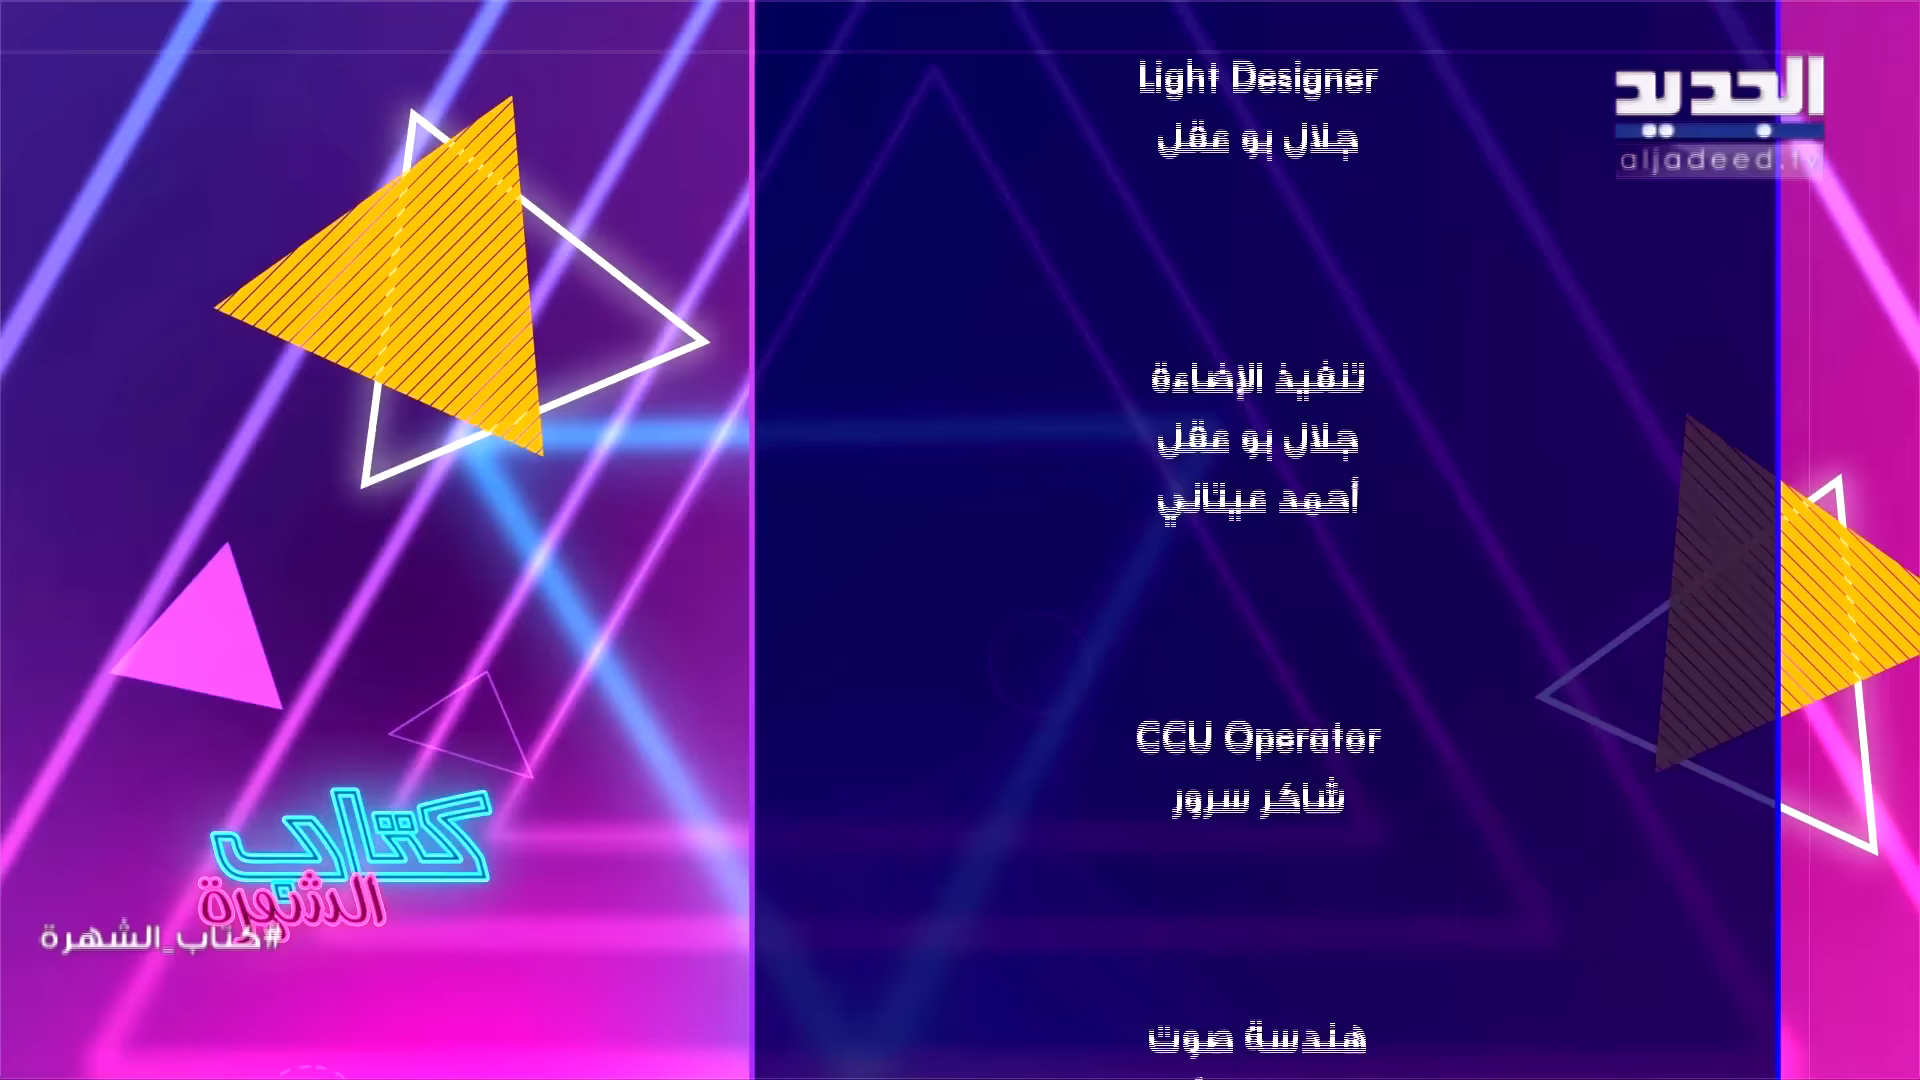 Light Designer
جلال بو عقل
تنفيذ الإضاءة
جلال بو عقل
أحمد عيتاني
CCU Operator
شاكر سرور
هندسة صوت
الجديد
aljadeed.tv
كتاب
الشهرة
#كتاب_الشهرة